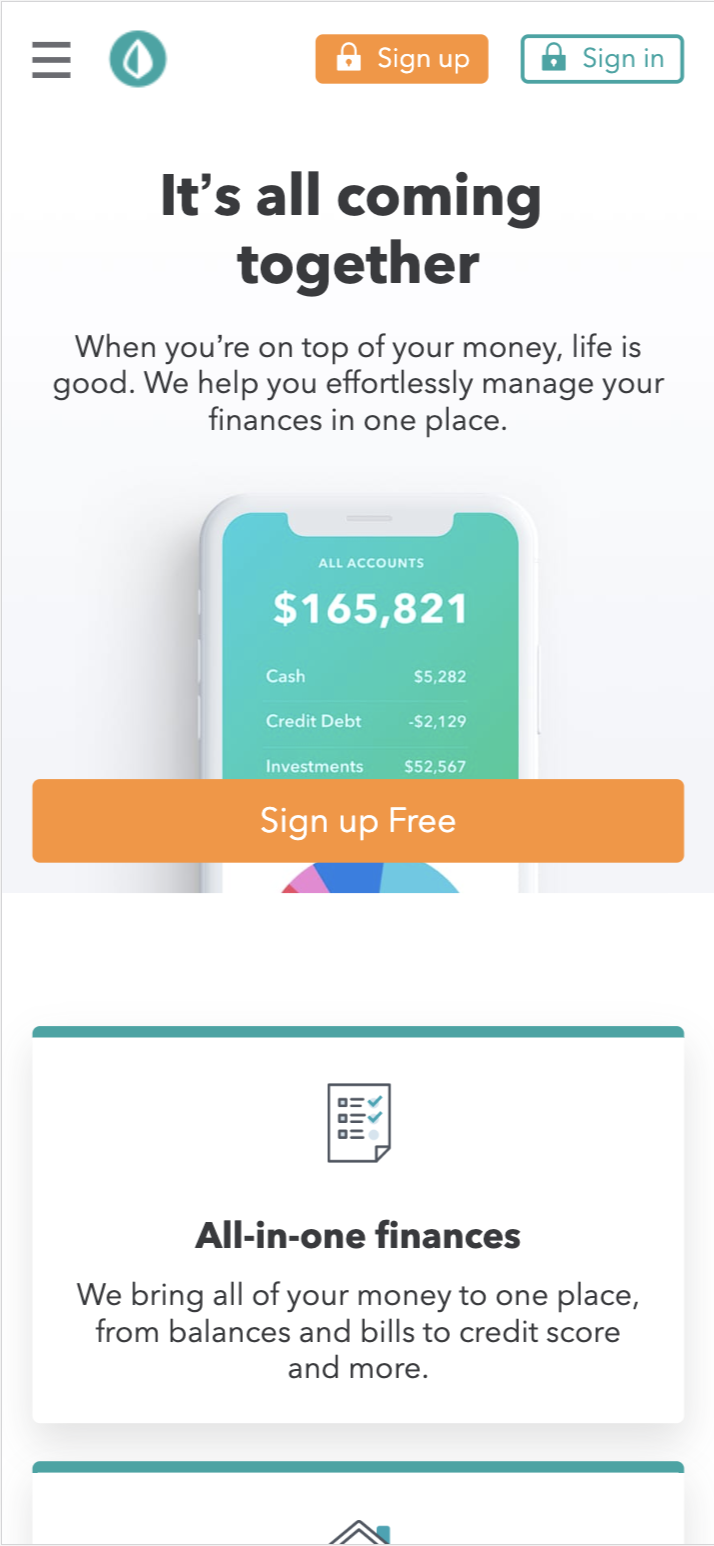 Sign up
Sign in
It’s all coming
together
When you’re on top of your money, life is
good. We help you effortlessly manage your
finances in one place.
ALL ACCOUNTS
$165,821
Cash $5,282
Credit Debt -$2,129
Investments $52,567
Sign up Free
All-in-one finances
We bring all of your money to one place,
from balances and bills to credit score
and more.